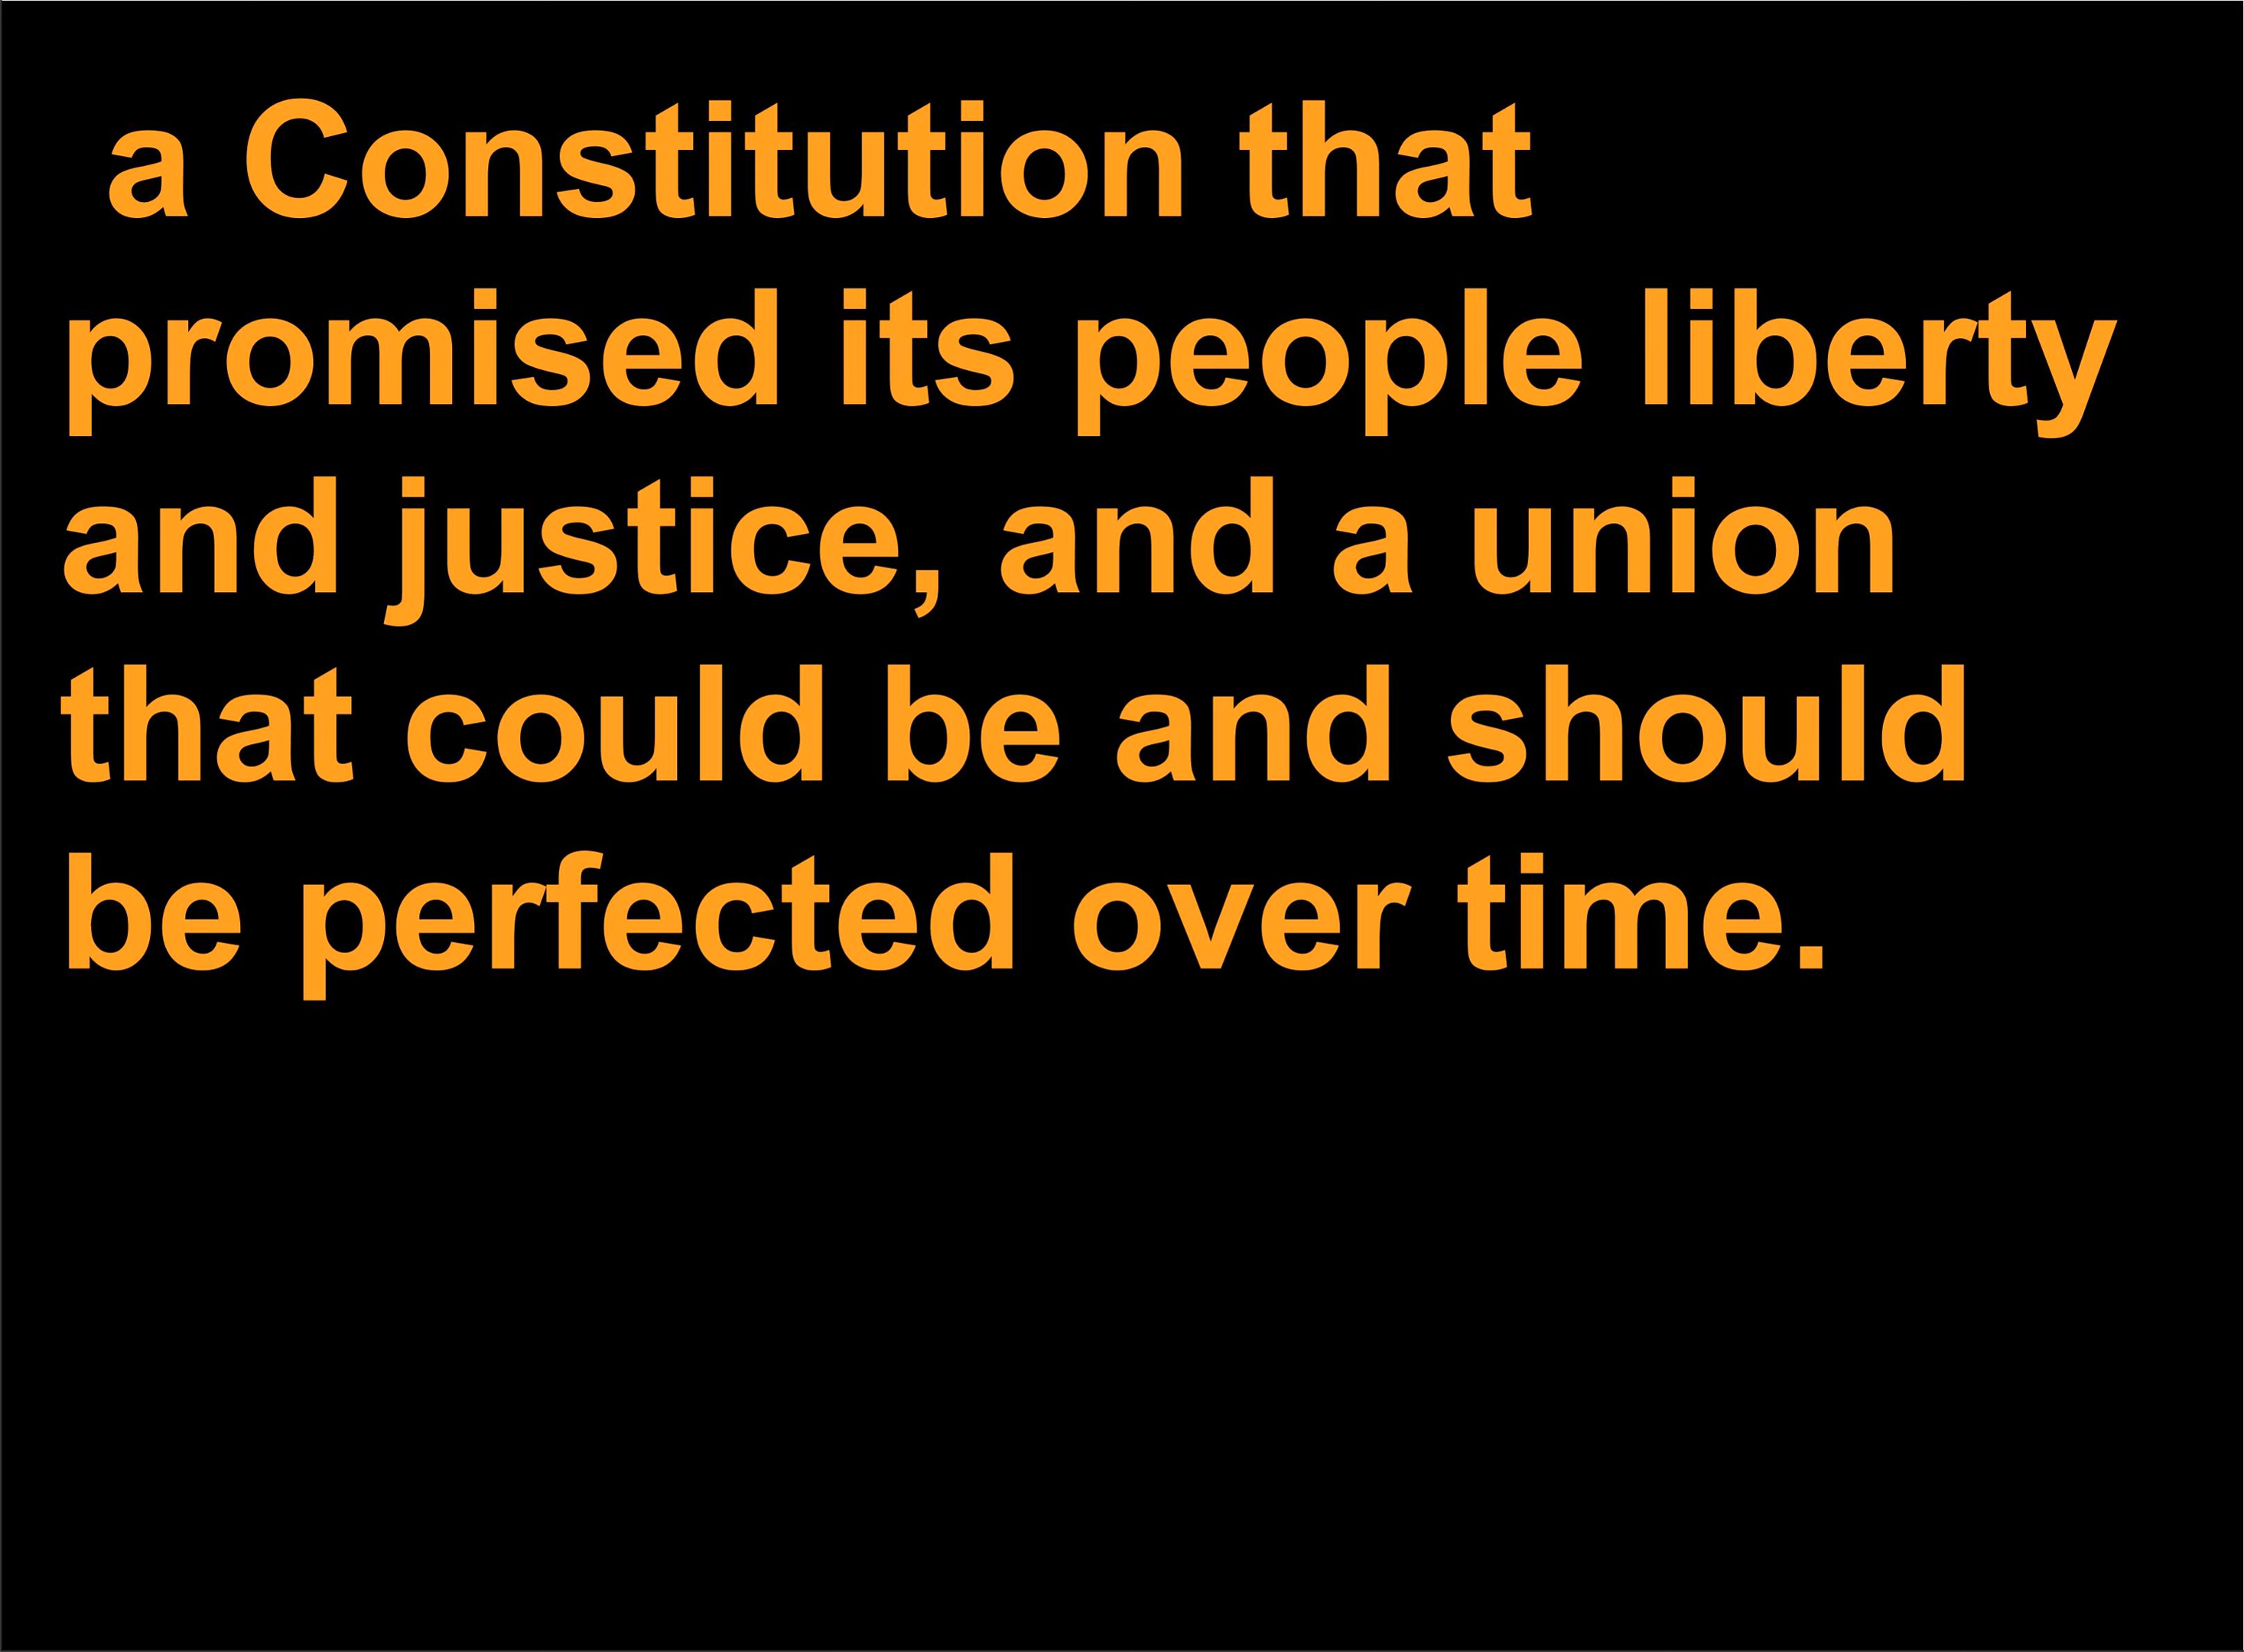 a Constitution that
promised its people liberty
and justice, and a union
that could be and should
be perfected over time.